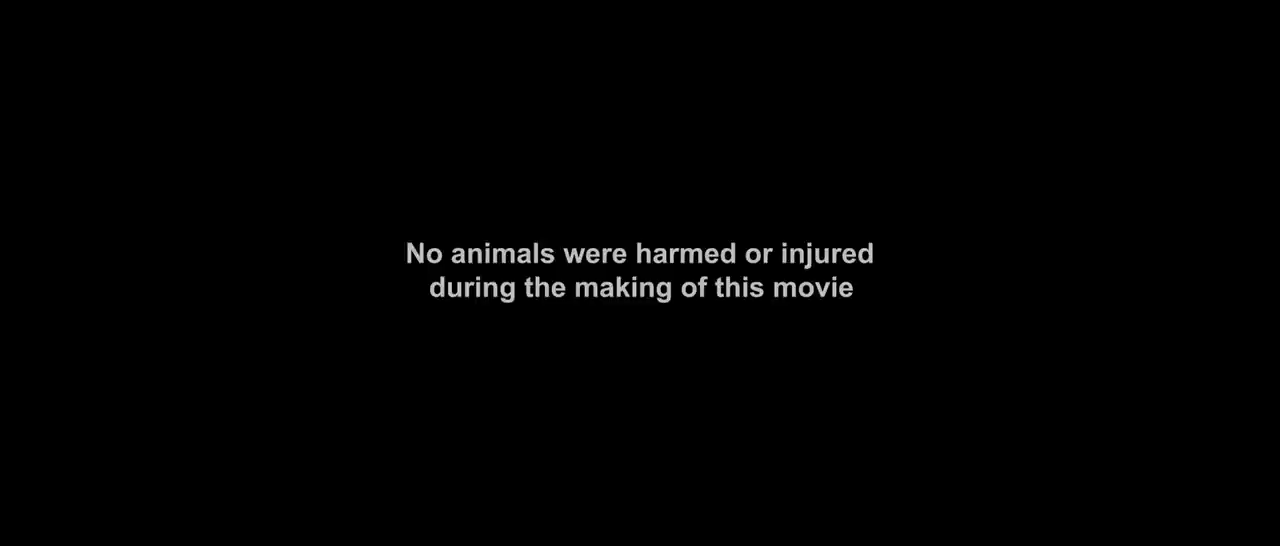 No animals were harmed or injured
during the making of this movie